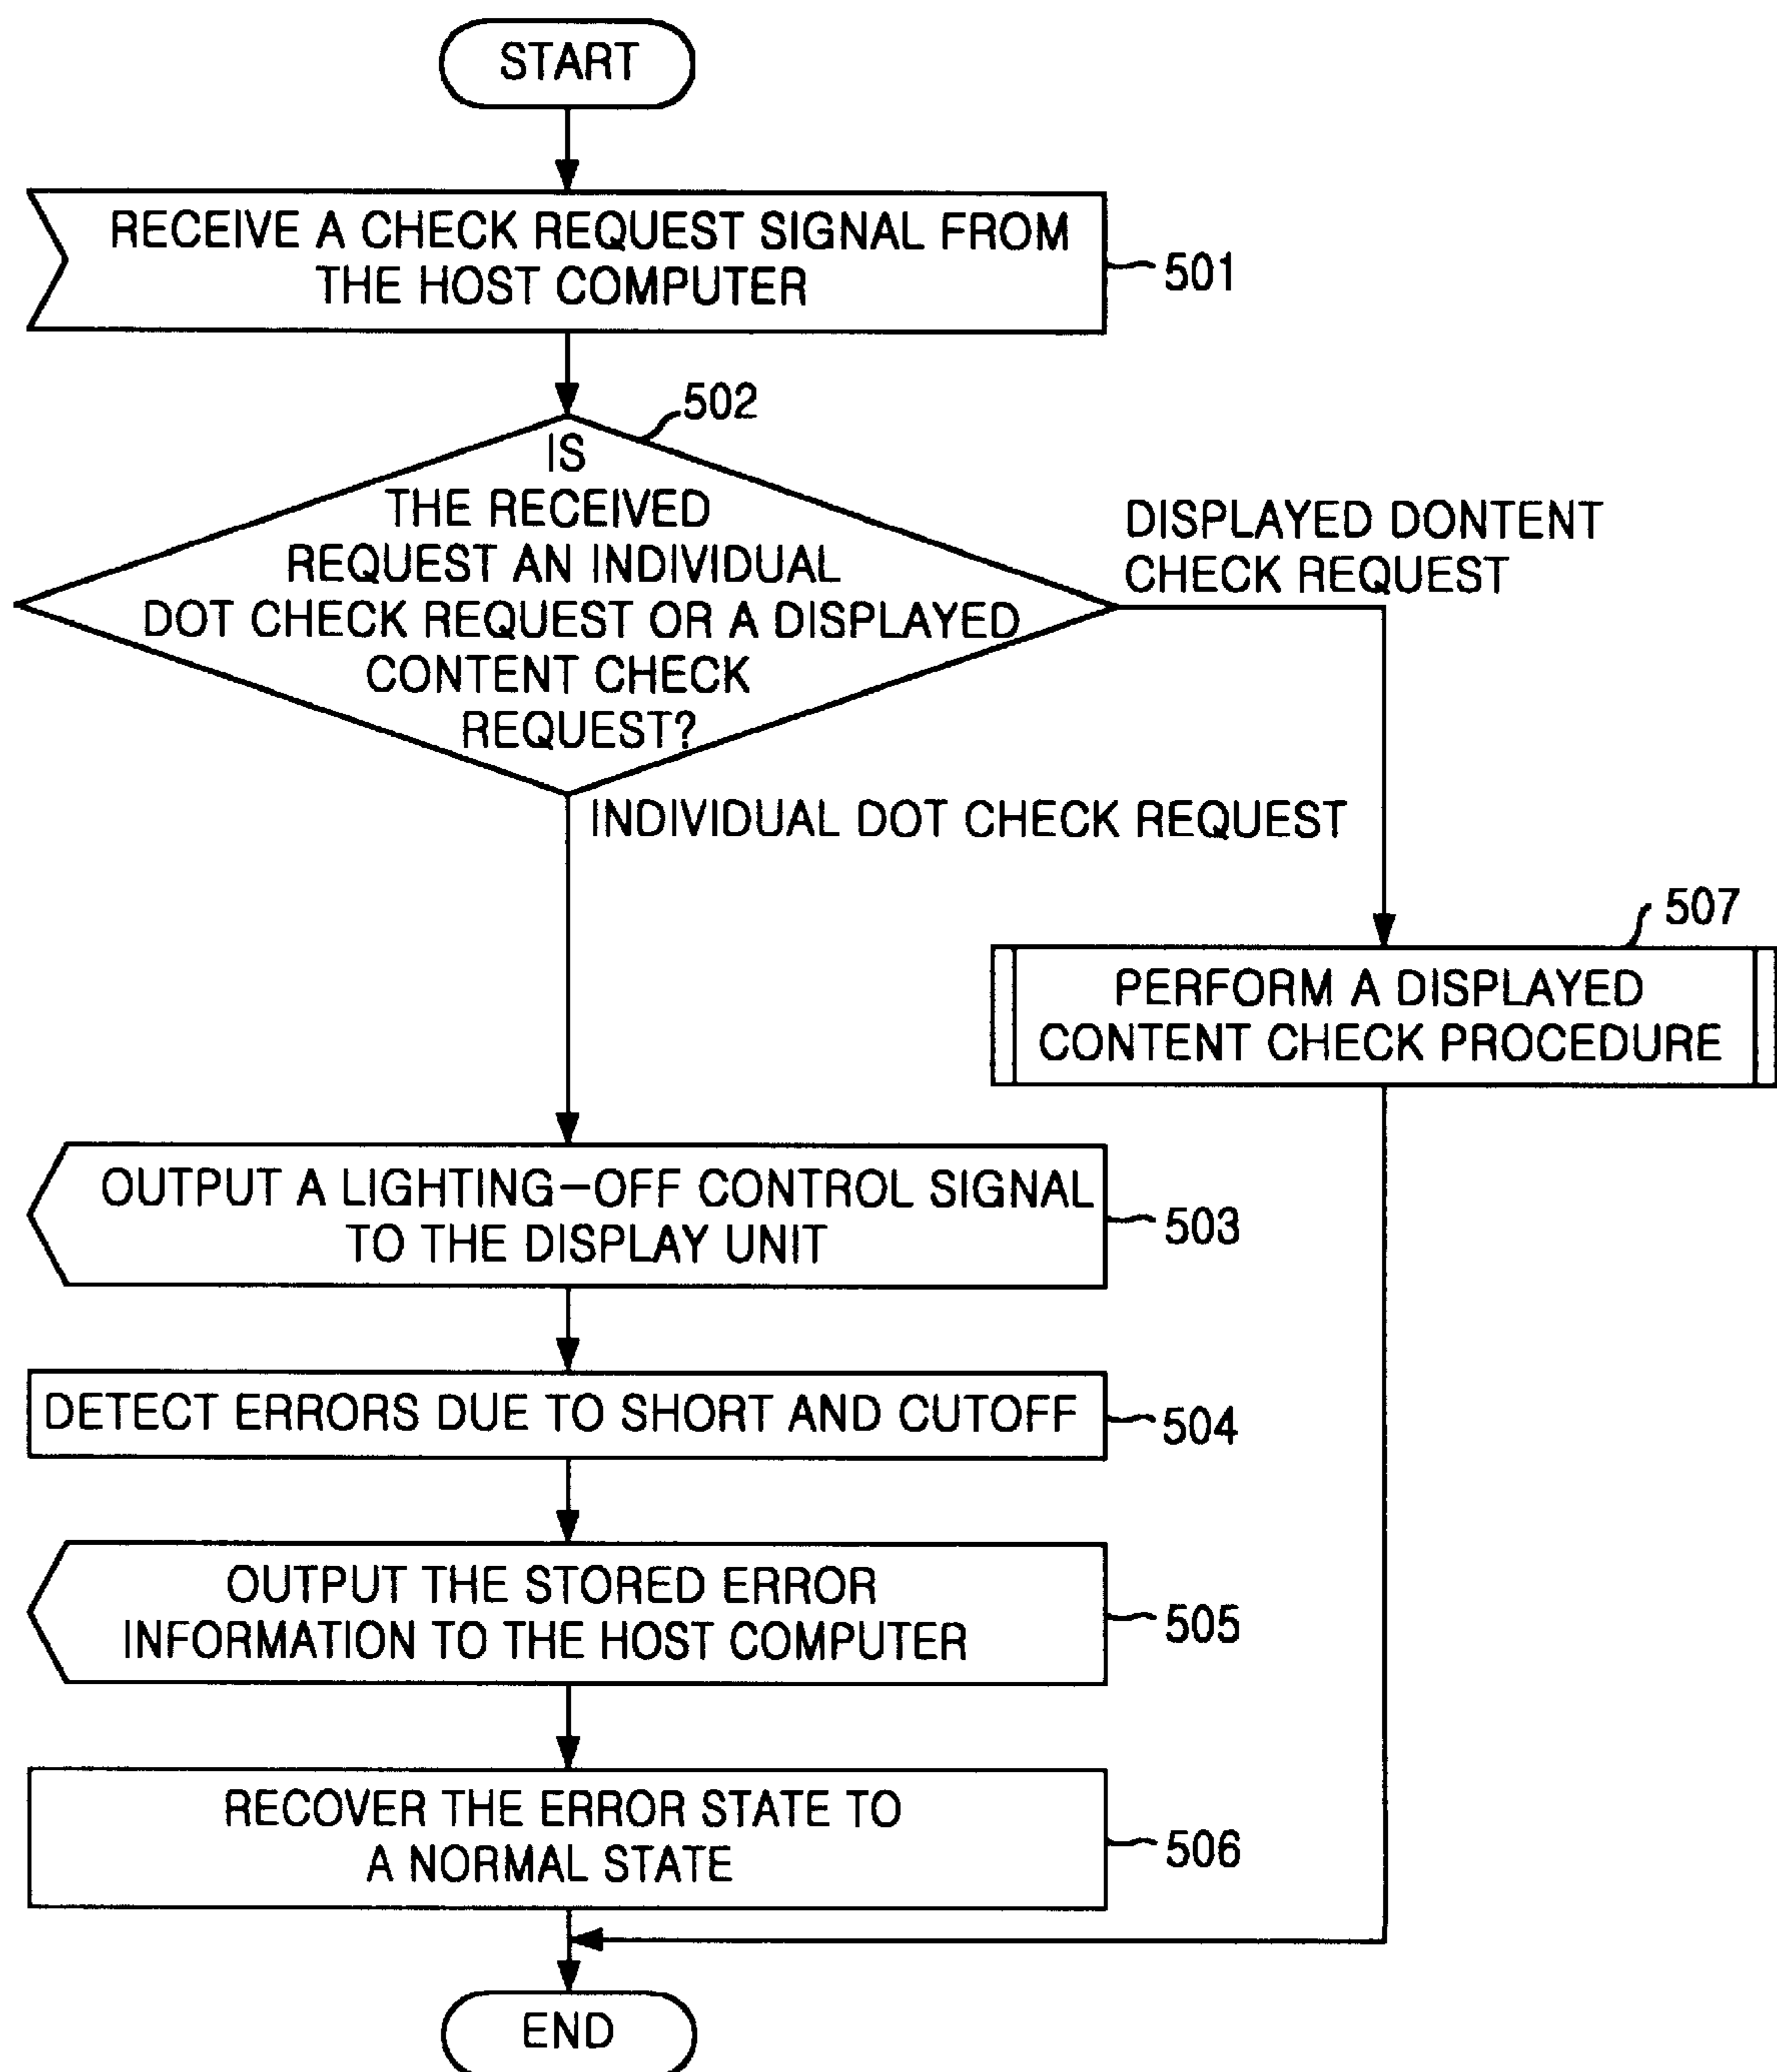 START
RECEIVE A CHECK REQUEST SIGNAL FROM
THE HOST COMPUTER
501
502
IS
THE RECEIVED
REQUEST AN INDIVIDUAL
DOT CHECK REQUEST OR A DISPLAYED
CONTENT CHECK
REQUEST?
DISPLAYED DONTENT
CHECK REQUEST
INDIVIDUAL DOT CHECK REQUEST
507
PERFORM A DISPLAYED
CONTENT CHECK PROCEDURE
OUTPUT A LIGHTING-OFF CONTROL SIGNAL
TO THE DISPLAY UNIT
503
DETECT ERRORS DUE TO SHORT AND CUTOFF
504
OUTPUT THE STORED ERROR
INFORMATION TO THE HOST COMPUTER
505
RECOVER THE ERROR STATE TO
A NORMAL STATE
506
END